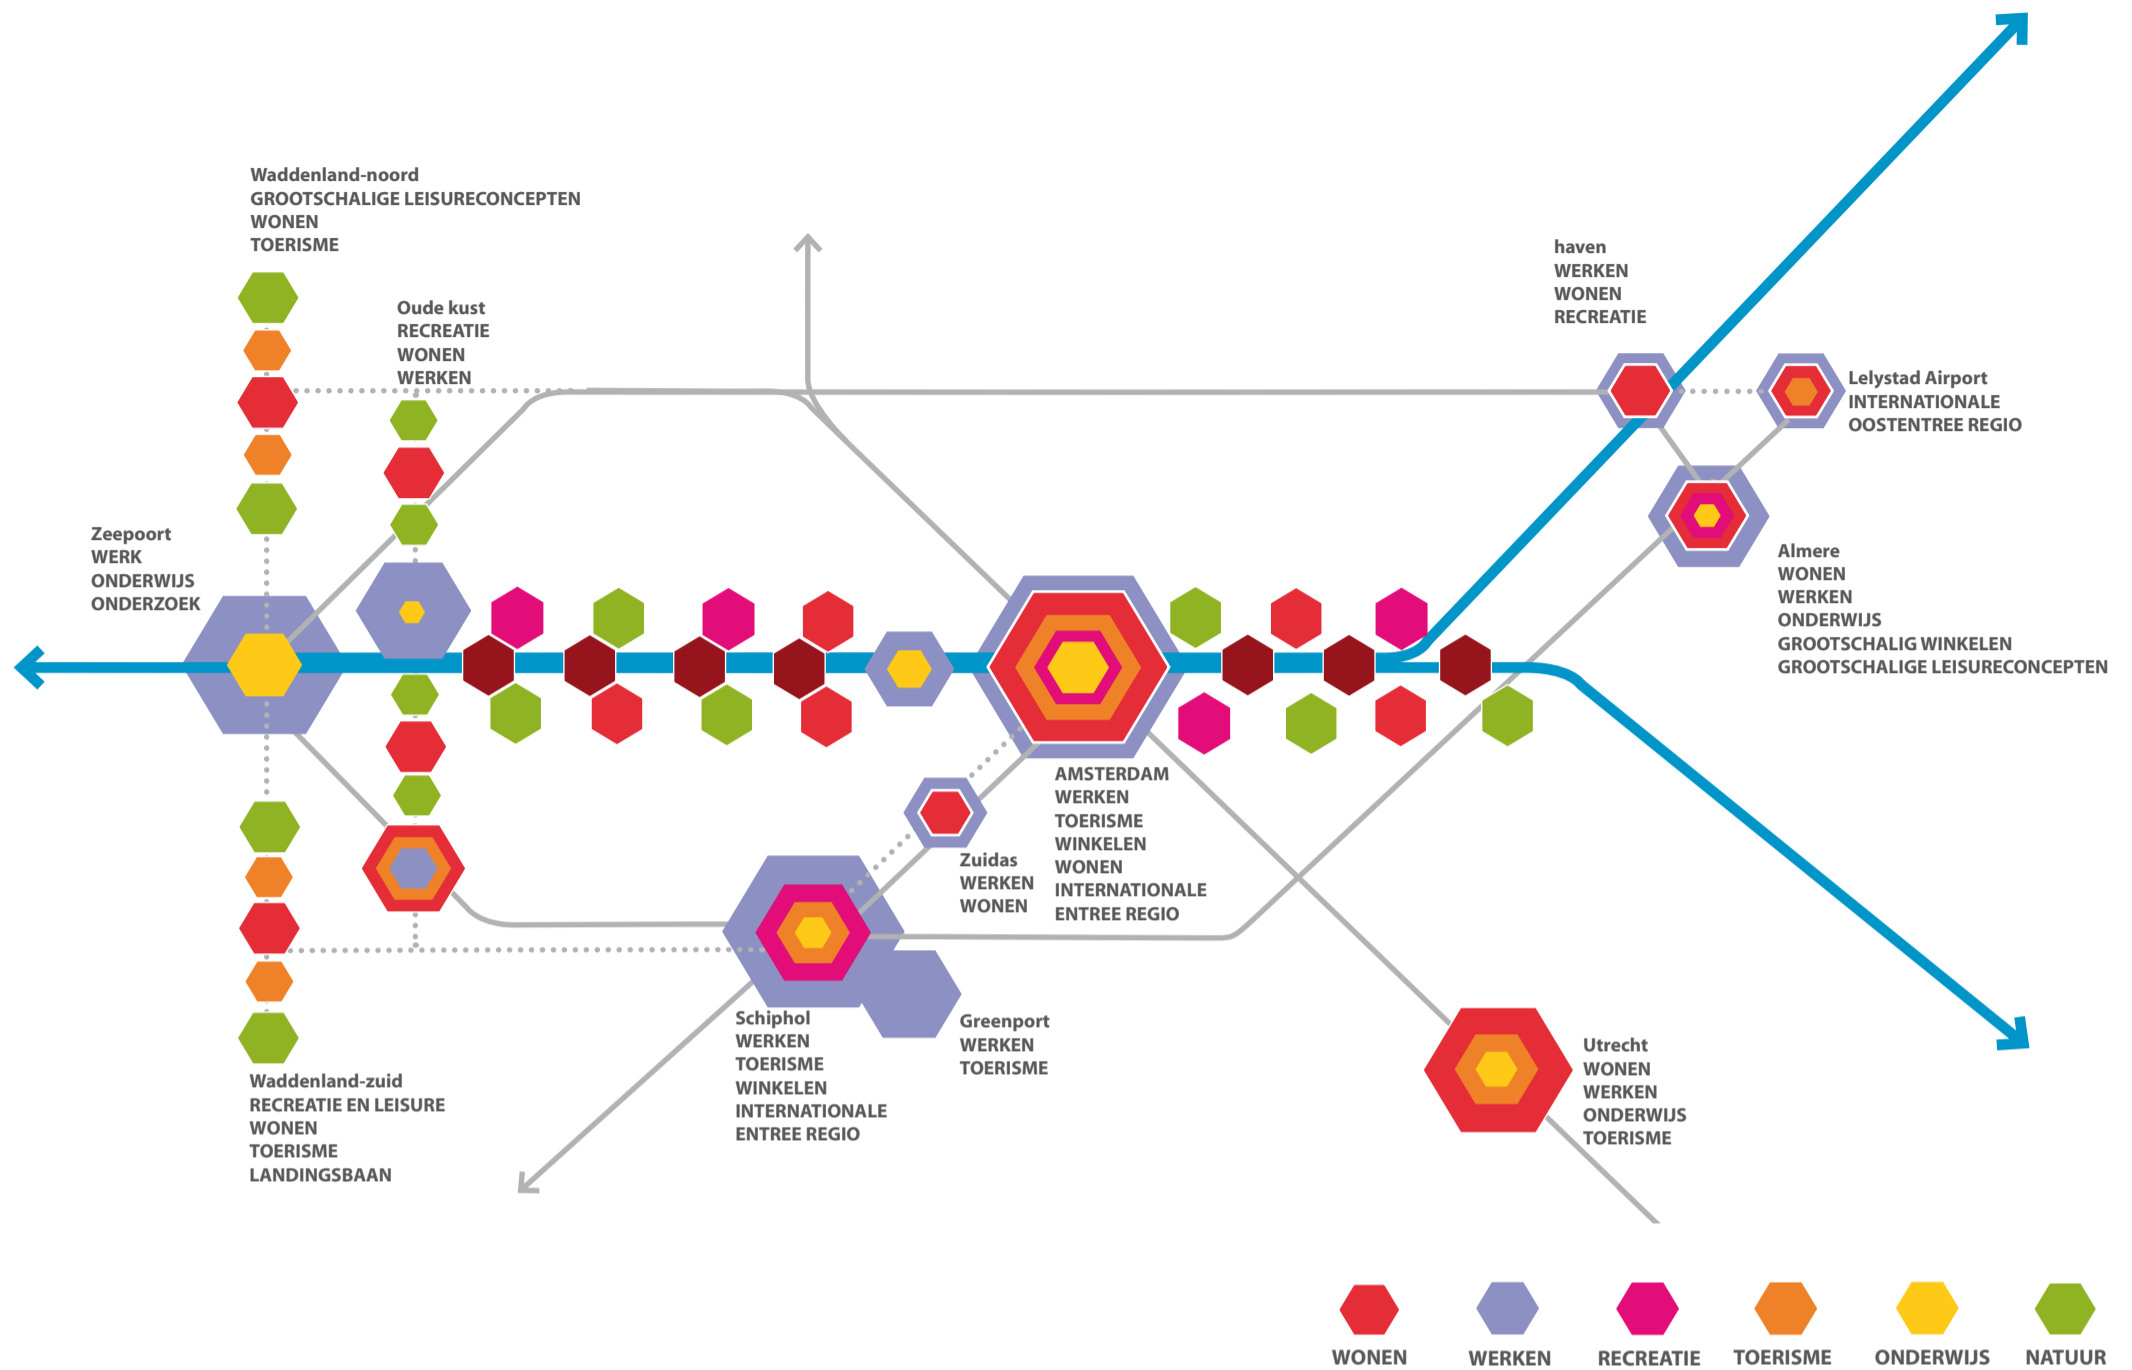 Waddenland-noord
GROOTSCHALIGE LEISURECONCEPTEN
WONEN
TOERISME
Oude kust
RECREATIE
WONEN
WERKEN
haven
WERKEN
WONEN
RECREATIE
Lelystad Airport
INTERNATIONALE
OOSTENTREE REGIO
Zeepoort
WERK
ONDERWIJS
ONDERZOEK
Almere
WONEN
WERKEN
ONDERWIJS
GROOTSCHALIG WINKELEN
GROOTSCHALIGE LEISURECONCEPTEN
AMSTERDAM
WERKEN
TOERISME
WINKELEN
WONEN
INTERNATIONALE
ENTREE REGIO
Zuidas
WERKEN
WONEN
Schiphol
WERKEN
TOERISME
WINKELEN
INTERNATIONALE
ENTREE REGIO
Greenport
WERKEN
TOERISME
Utrecht
WONEN
WERKEN
ONDERWIJS
TOERISME
Waddenland-zuid
RECREATIE EN LEISURE
WONEN
TOERISME
LANDINGSBAAN
WONEN
WERKEN
RECREATIE
TOERISME
ONDERWIJS
NATUUR